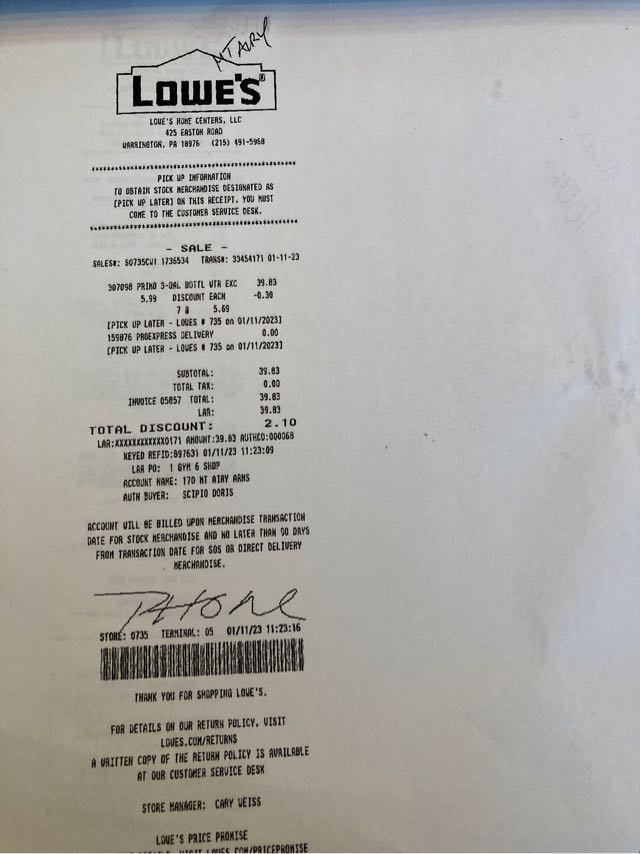 MT AIRY
LOWE'S®
LOWE'S HOME CENTERS, LLC
425 EASTON ROAD
WARRINGTON, PA 18976 (215) 491-5968
PICK UP INFORMATION
TO OBTAIN STOCK MERCHANDISE DESIGNATED AS
[PICK UP LATER] ON THIS RECEIPT, YOU MUST
COME TO THE CUSTOMER SERVICE DESK.
- SALE -
SALES#: S0735CW1 1736534 TRANS#: 33454171 01-11-23
307098 PRIMO 3-GAL BOTTL WTR EXC 39.83
5.99 DISCOUNT EACH -0.30
7 @ 5.69
[PICK UP LATER - LOWES # 735 on 01/11/2023]
159876 PROEXPRESS DELIVERY 0.00
[PICK UP LATER - LOWES # 735 on 01/11/2023]
SUBTOTAL: 39.83
TOTAL TAX: 0.00
INVOICE 05857 TOTAL: 39.83
LAR: 39.83
TOTAL DISCOUNT: 2.10
LAR:XXXXXXXXXXXX0171 AMOUNT:39.83 AUTHCD:000068
KEYED REFID:897631 01/11/23 11:23:09
LAR PO: 1 GYM 6 SHOP
ACCOUNT NAME: 170 MT AIRY ARMS
AUTH BUYER: SCIPIO DORIS
ACCOUNT WILL BE BILLED UPON MERCHANDISE TRANSACTION
DATE FOR STOCK MERCHANDISE AND NO LATER THAN 90 DAYS
FROM TRANSACTION DATE FOR SOS OR DIRECT DELIVERY
MERCHANDISE.
STORE: 0735 TERMINAL: 05 01/11/23 11:23:16
THANK YOU FOR SHOPPING LOWE'S.
FOR DETAILS ON OUR RETURN POLICY, VISIT
LOWES.COM/RETURNS
A WRITTEN COPY OF THE RETURN POLICY IS AVAILABLE
AT OUR CUSTOMER SERVICE DESK
STORE MANAGER: CARY WEISS
LOWE'S PRICE PROMISE
DETAILS, VISIT LOWES.COM/PRICEPROMISE